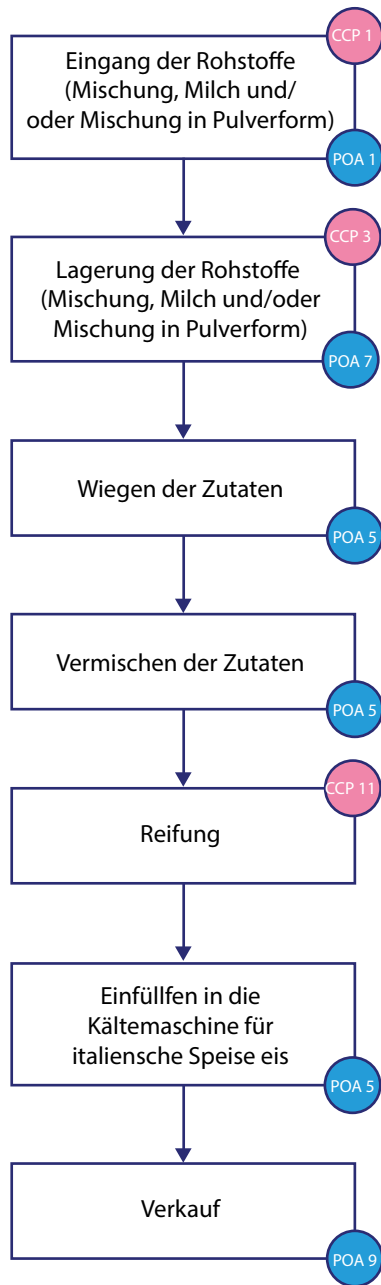 CCP 1
Eingang der Rohstoffe
(Mischung, Milch und/
oder Mischung in Pulverform)
POA 1
CCP 3
Lagerung der Rohstoffe
(Mischung, Milch und/oder
Mischung in Pulverform)
POA 7
Wiegen der Zutaten
POA 5
Vermischen der Zutaten
POA 5
CCP 11
Reifung
Einfüllfen in die
Kältemaschine für
italiensche Speise eis
POA 5
Verkauf
POA 9